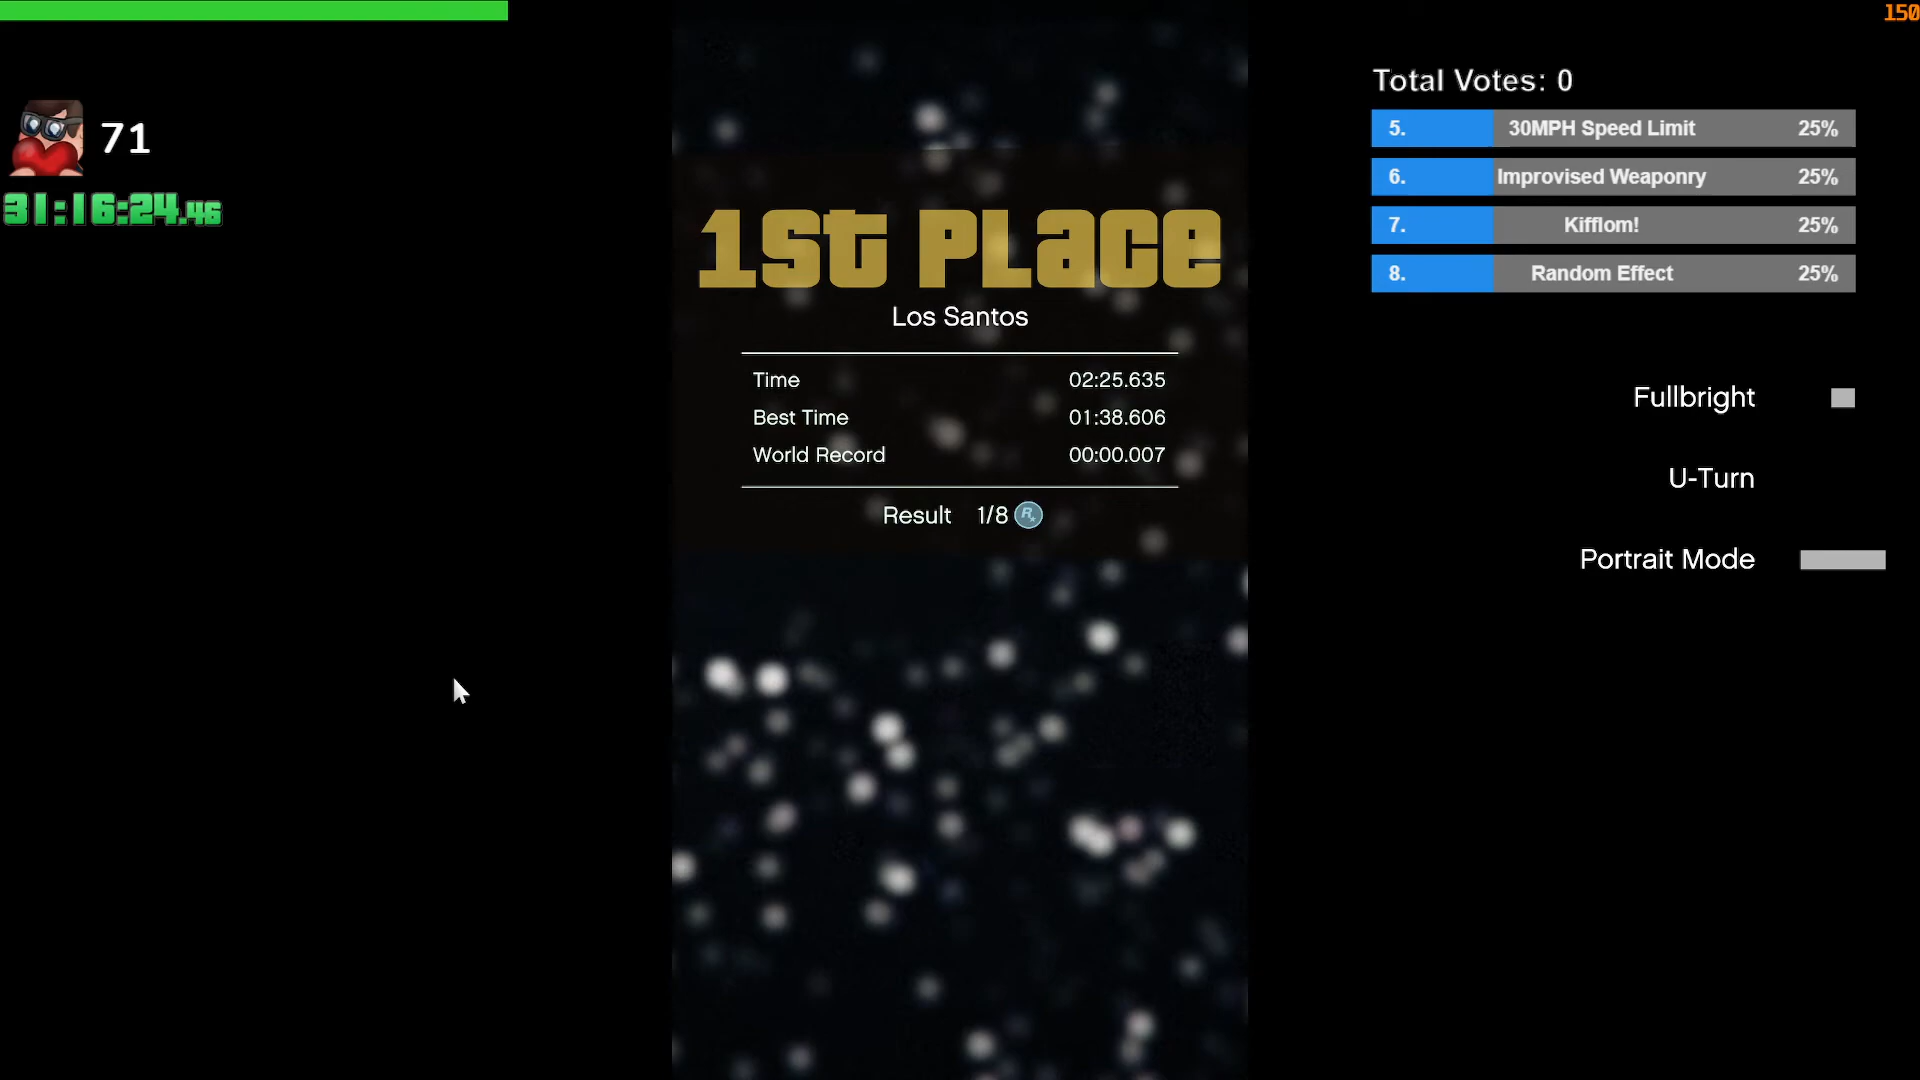 150
71
31:16:24.46
1st Place
Los Santos
Time 02:25.635
Best Time 01:38.606
World Record 00:00.007
Result 1/8 R*
Total Votes: 0
5. 30MPH Speed Limit 25%
6. Improvised Weaponry 25%
7. Kifflom! 25%
8. Random Effect 25%
Fullbright
U-Turn
Portrait Mode